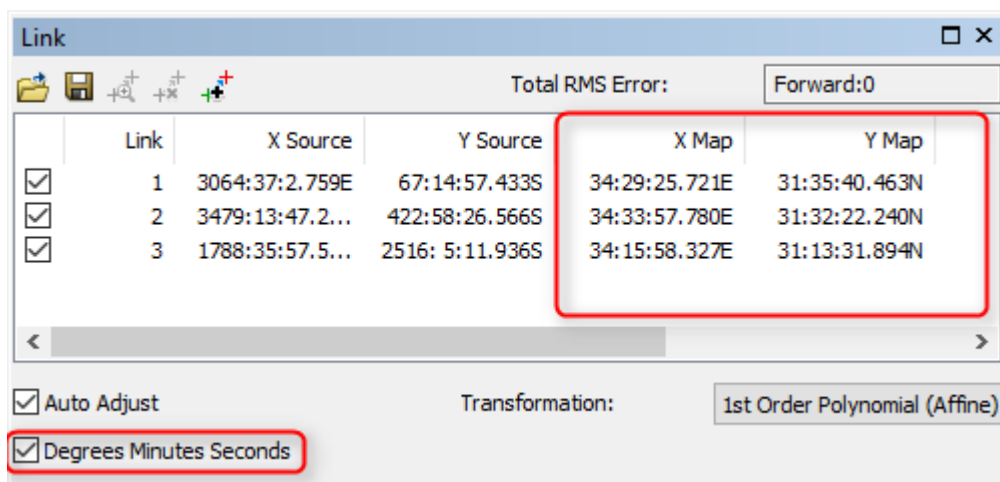 Link
Total RMS Error: Forward:0
Link X Source Y Source X Map Y Map
1 3064:37:2.759E 67:14:57.433S 34:29:25.721E 31:35:40.463N
2 3479:13:47.2... 422:58:26.566S 34:33:57.780E 31:32:22.240N
3 1788:35:57.5... 2516: 5:11.936S 34:15:58.327E 31:13:31.894N
Auto Adjust Transformation: 1st Order Polynomial (Affine)
Degrees Minutes Seconds